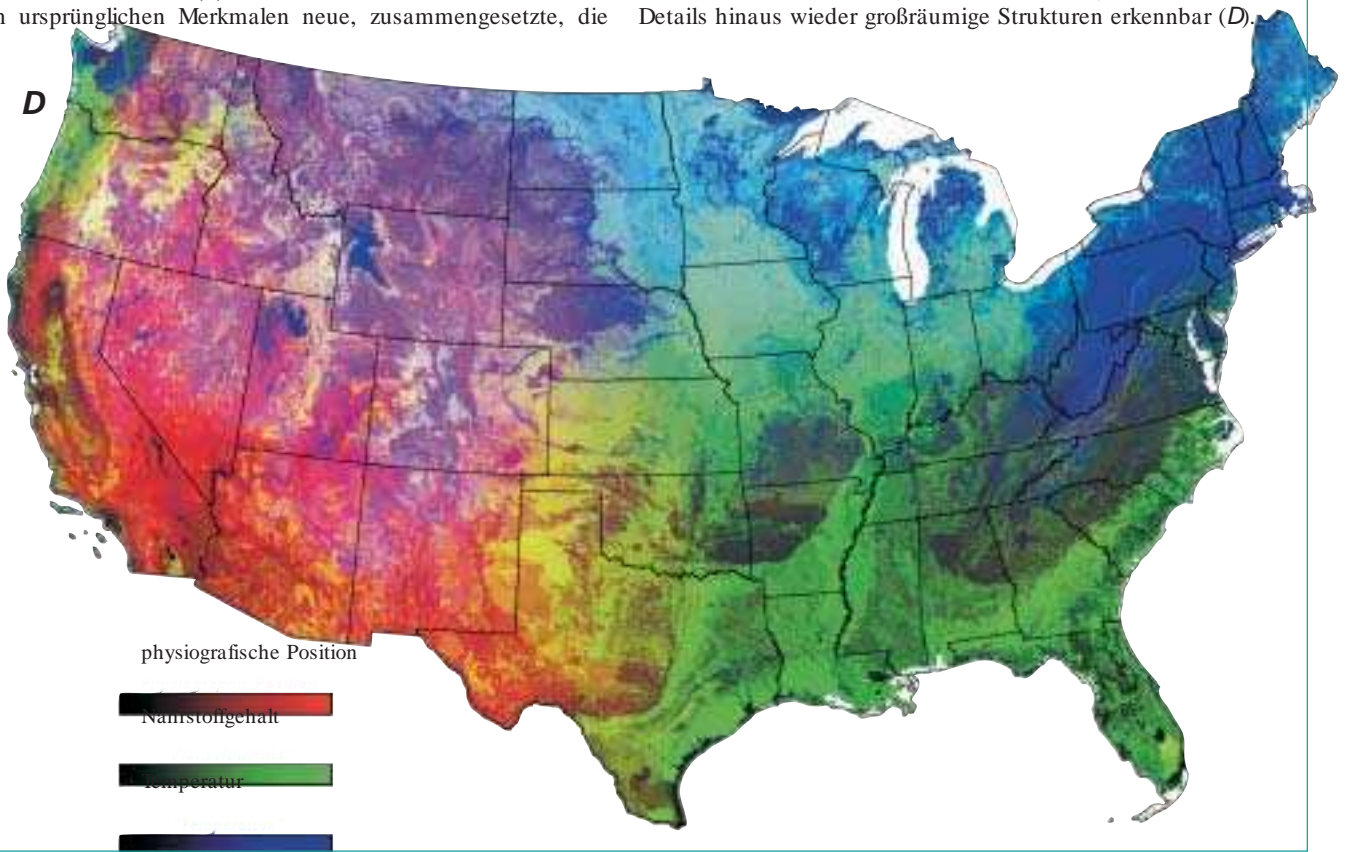 n ursprünglichen Merkmalen neue, zusammengesetzte, die
Details hinaus wieder großräumige Strukturen erkennbar (D).
D
physiografische Position
Nährstoffgehalt
Temperatur